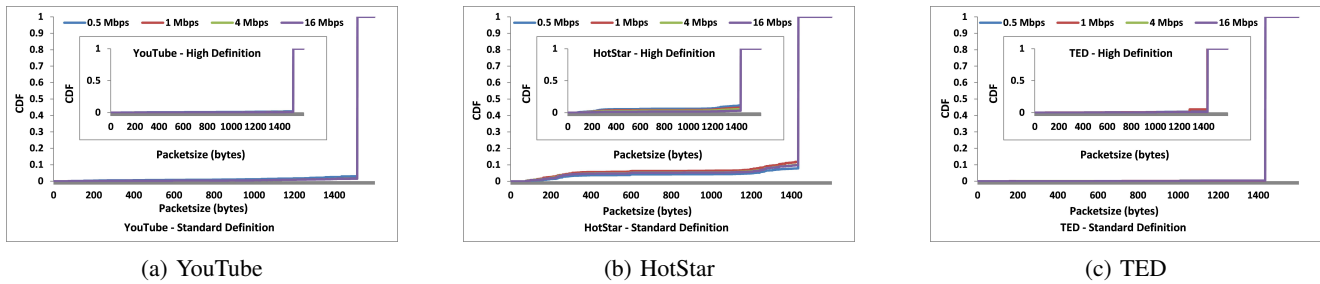 0.5 Mbps 1 Mbps 4 Mbps 16 Mbps
CDF
1
0.9
0.8
0.7
0.6
0.5
0.4
0.3
0.2
0.1
0
YouTube - High Definition
CDF
1
0.5
0
0 200 400 600 800 1000 1200 1400
Packetsize (bytes)
0 200 400 600 800 1000 1200 1400
Packetsize (bytes)
YouTube - Standard Definition
(a) YouTube
0.5 Mbps 1 Mbps 4 Mbps 16 Mbps
CDF
1
0.9
0.8
0.7
0.6
0.5
0.4
0.3
0.2
0.1
0
HotStar - High Definition
CDF
1
0.5
0
0 200 400 600 800 1000 1200 1400
Packetsize (bytes)
0 200 400 600 800 1000 1200 1400
Packetsize (bytes)
HotStar - Standard Definition
(b) HotStar
0.5 Mbps 1 Mbps 4 Mbps 16 Mbps
CDF
1
0.9
0.8
0.7
0.6
0.5
0.4
0.3
0.2
0.1
0
TED - High Definition
CDF
1
0.5
0
0 200 400 600 800 1000 1200 1400
Packetsize (bytes)
0 200 400 600 800 1000 1200 1400
Packetsize (bytes)
TED - Standard Definition
(c) TED